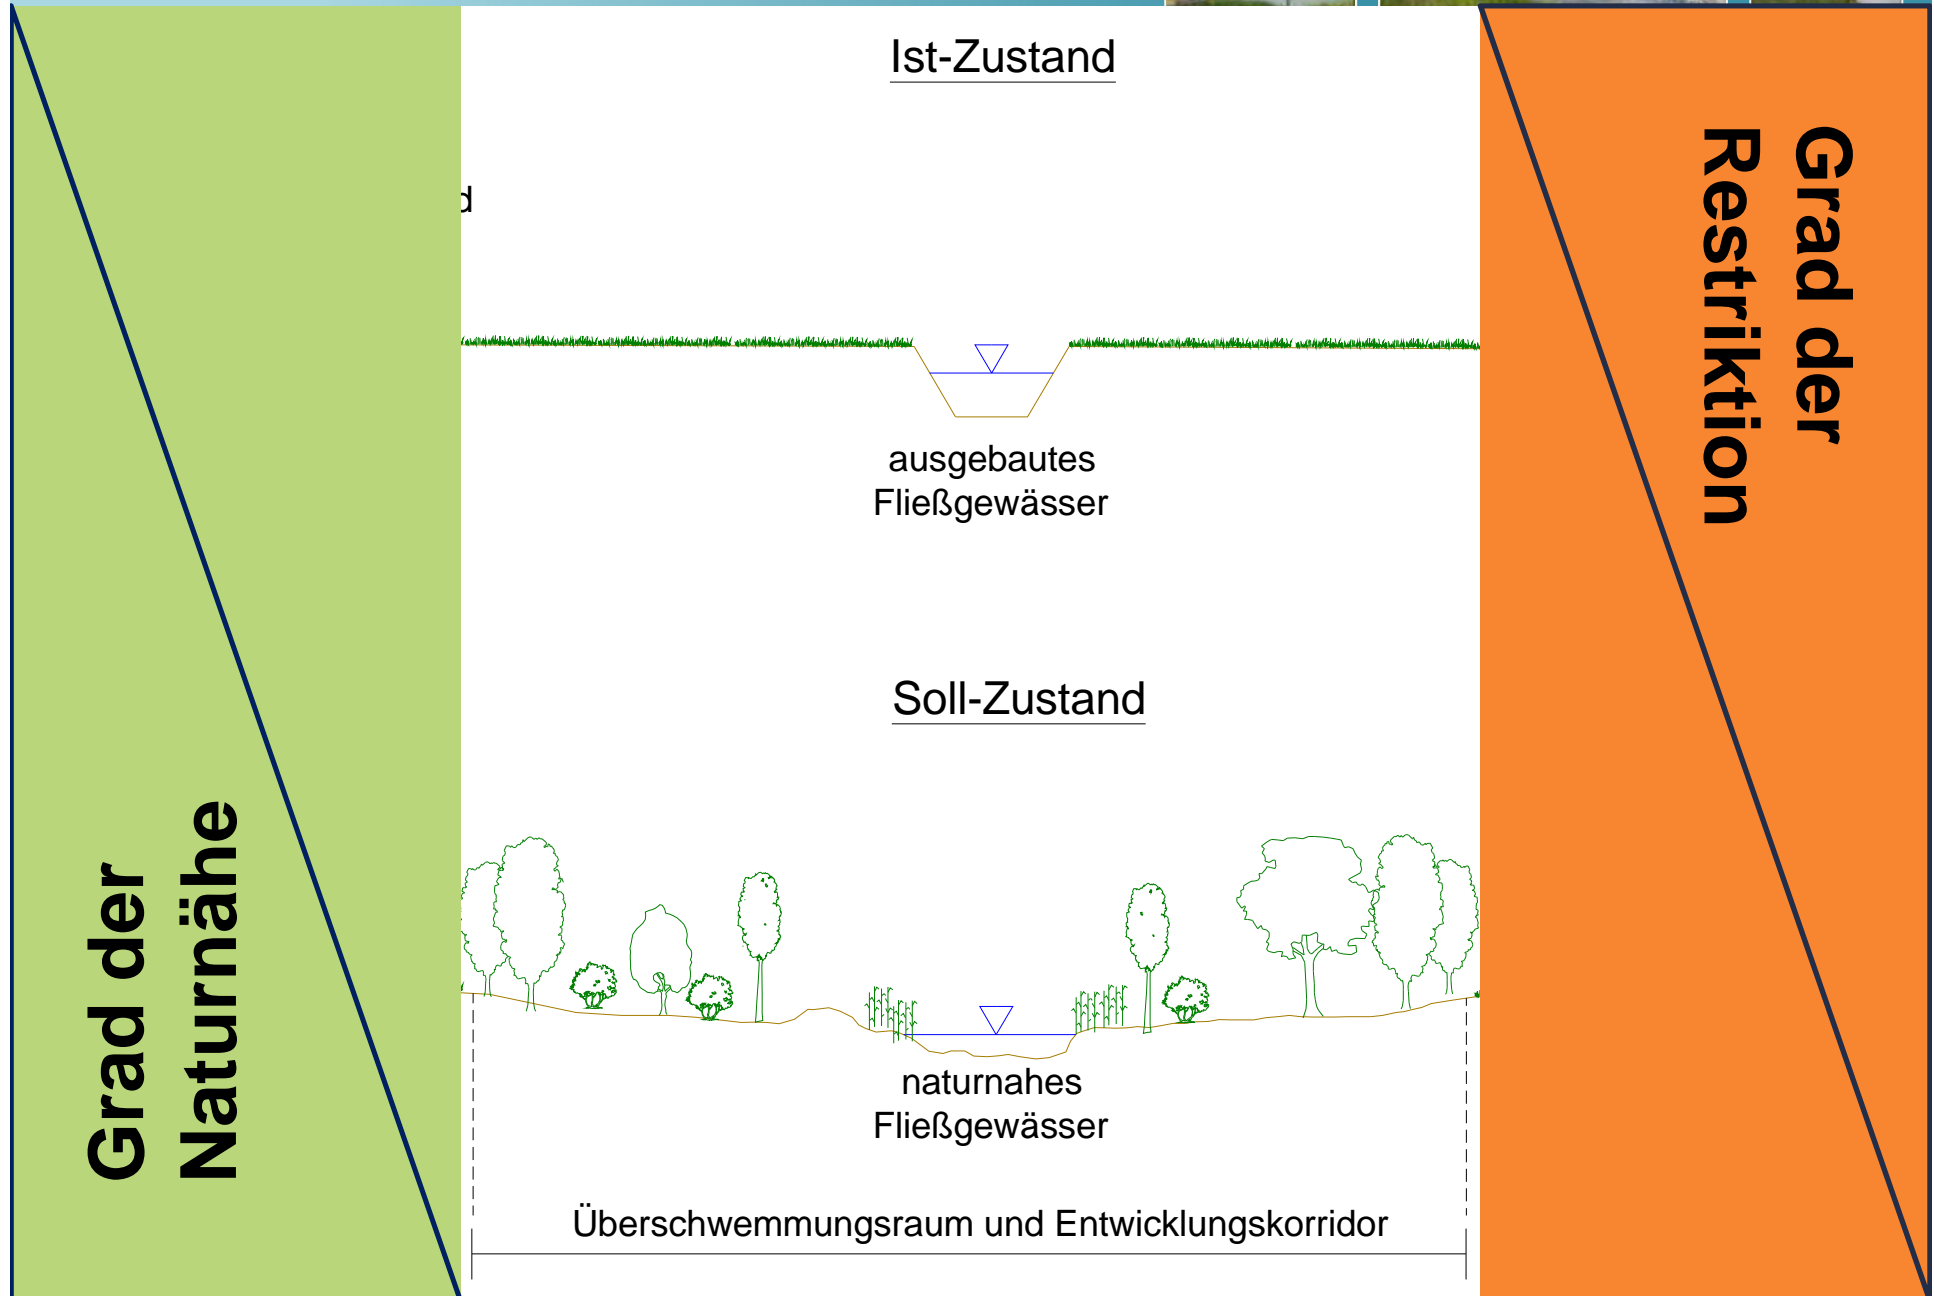 Ist-Zustand
d
ausgebautes
Fließgewässer
Soll-Zustand
naturnahes
Fließgewässer
Überschwemmungsraum und Entwicklungskorridor
Grad der
Naturnähe
Grad der
Restriktion